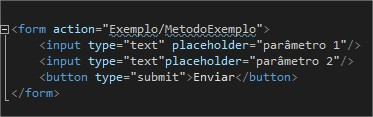 <form action="Exemplo/MetodoExemplo">
<input type="text" placeholder="parâmetro 1"/>
<input type="text"placeholder="parâmetro 2"/>
<button type="submit">Enviar</button>
</form>